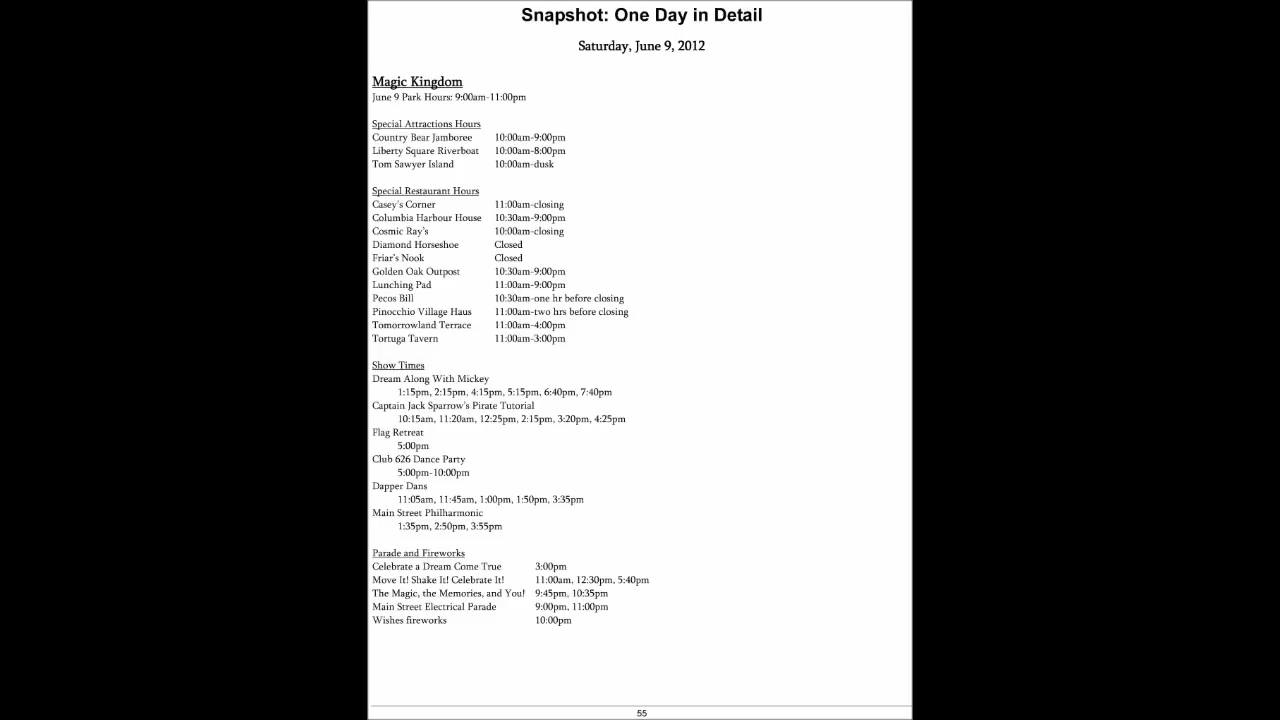 Snapshot: One Day in Detail
Saturday, June 9, 2012
Magic Kingdom
June 9 Park Hours: 9:00am-11:00pm
Special Attractions Hours
Country Bear Jamboree 10:00am-9:00pm
Liberty Square Riverboat 10:00am-8:00pm
Tom Sawyer Island 10:00am-dusk
Special Restaurant Hours
Casey's Corner 11:00am-closing
Columbia Harbour House 10:30am-9:00pm
Cosmic Ray's 10:00am-closing
Diamond Horseshoe Closed
Friar's Nook Closed
Golden Oak Outpost 10:30am-9:00pm
Lunching Pad 11:00am-9:00pm
Pecos Bill 10:30am-one hr before closing
Pinocchio Village Haus 11:00am-two hrs before closing
Tomorrowland Terrace 11:00am-4:00pm
Tortuga Tavern 11:00am-3:00pm
Show Times
Dream Along With Mickey
1:15pm, 2:15pm, 4:15pm, 5:15pm, 6:40pm, 7:40pm
Captain Jack Sparrow's Pirate Tutorial
10:15am, 11:20am, 12:25pm, 2:15pm, 3:20pm, 4:25pm
Flag Retreat
5:00pm
Club 626 Dance Party
5:00pm-10:00pm
Dapper Dans
11:05am, 11:45am, 1:00pm, 1:50pm, 3:35pm
Main Street Philharmonic
1:35pm, 2:50pm, 3:55pm
Parade and Fireworks
Celebrate a Dream Come True 3:00pm
Move It! Shake It! Celebrate It! 11:00am, 12:30pm, 5:40pm
The Magic, the Memories, and You! 9:45pm, 10:35pm
Main Street Electrical Parade 9:00pm, 11:00pm
Wishes fireworks 10:00pm
55